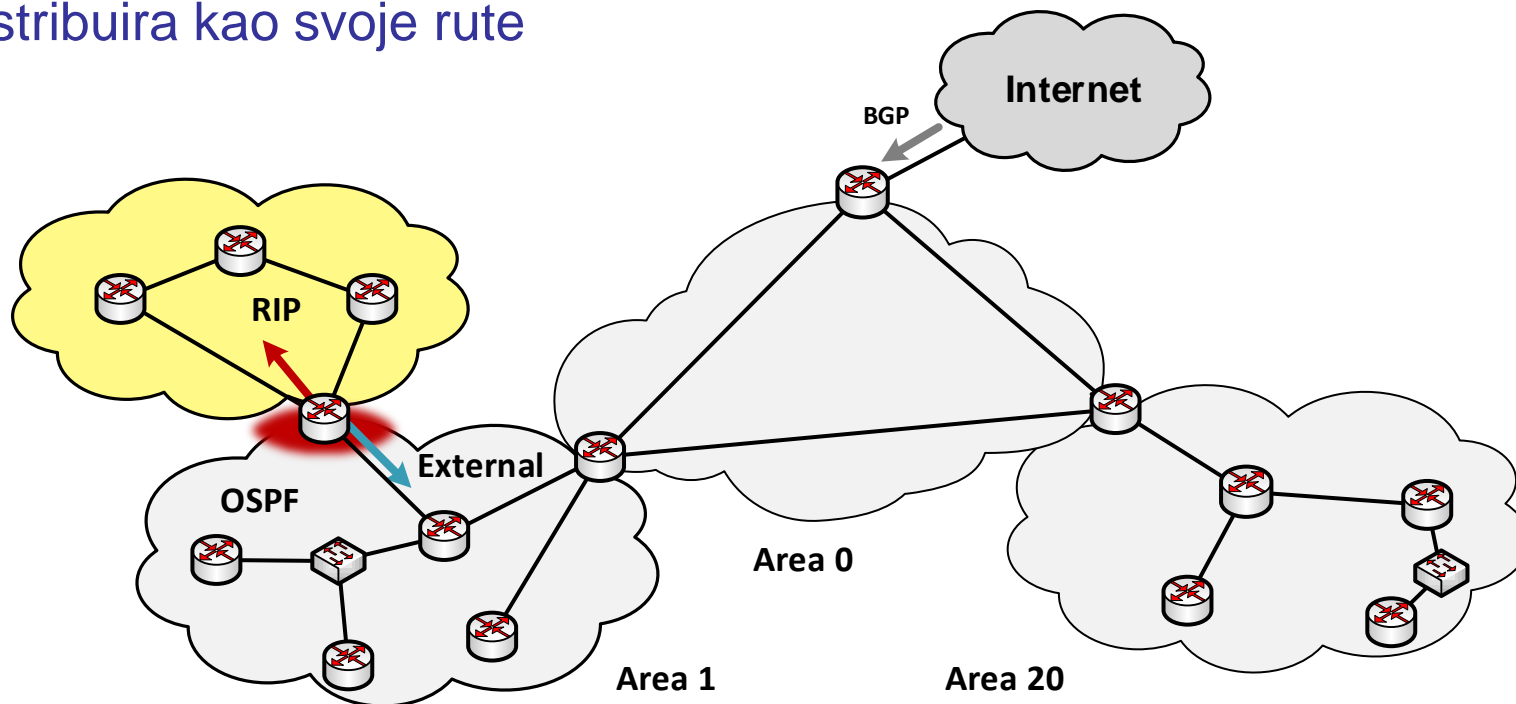 stribuira kao svoje rute
Internet
BGP
RIP
External
OSPF
Area 0
Area 1
Area 20